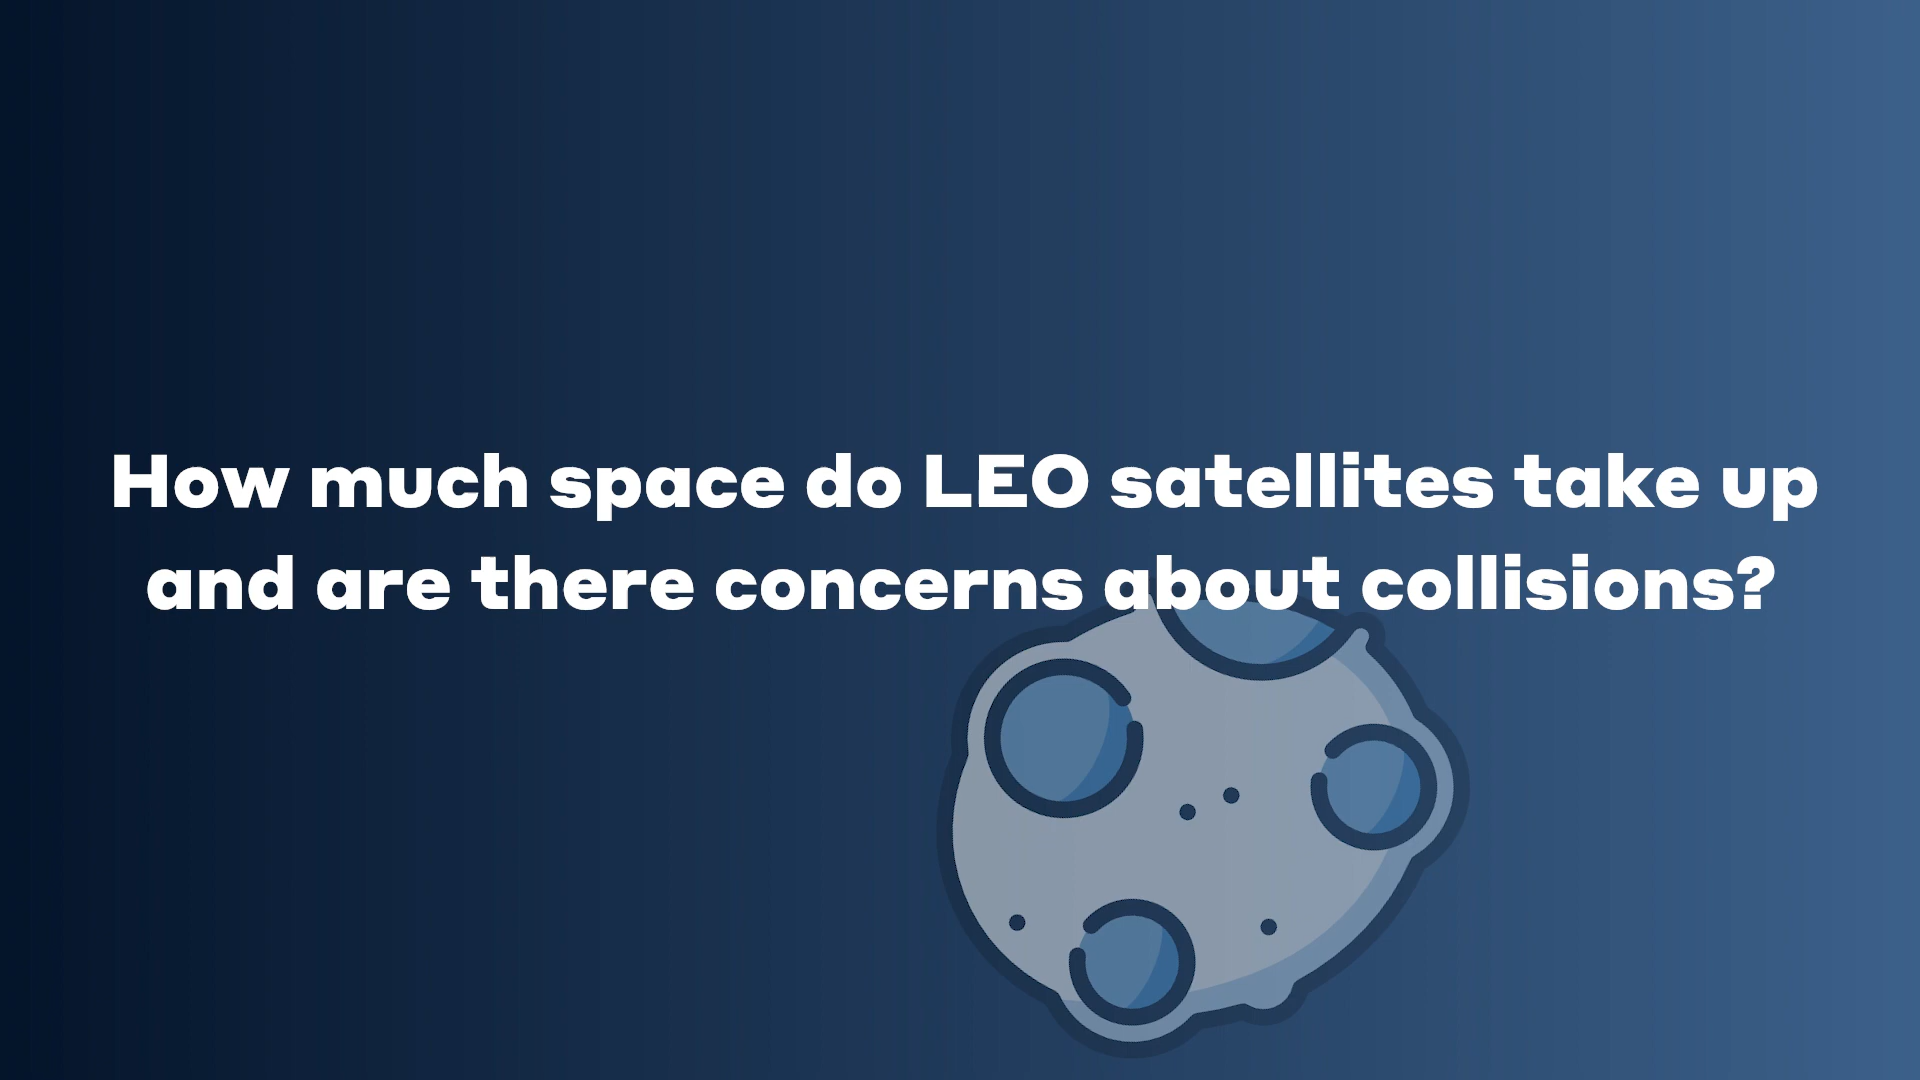 How much space do LEO satellites take up
and are there concerns about collisions?